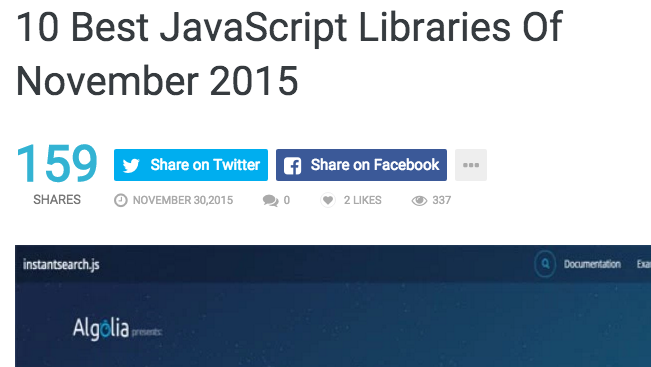 10 Best JavaScript Libraries Of
November 2015
159
SHARES
Share on Twitter
Share on Facebook
NOVEMBER 30,2015
0
2 LIKES
337
instantsearch.js
Documentation
Exa
Algolia presents: